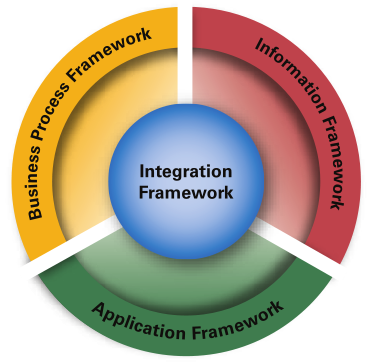 Business Process Framework
Information Framework
Integration
Framework
Application Framework